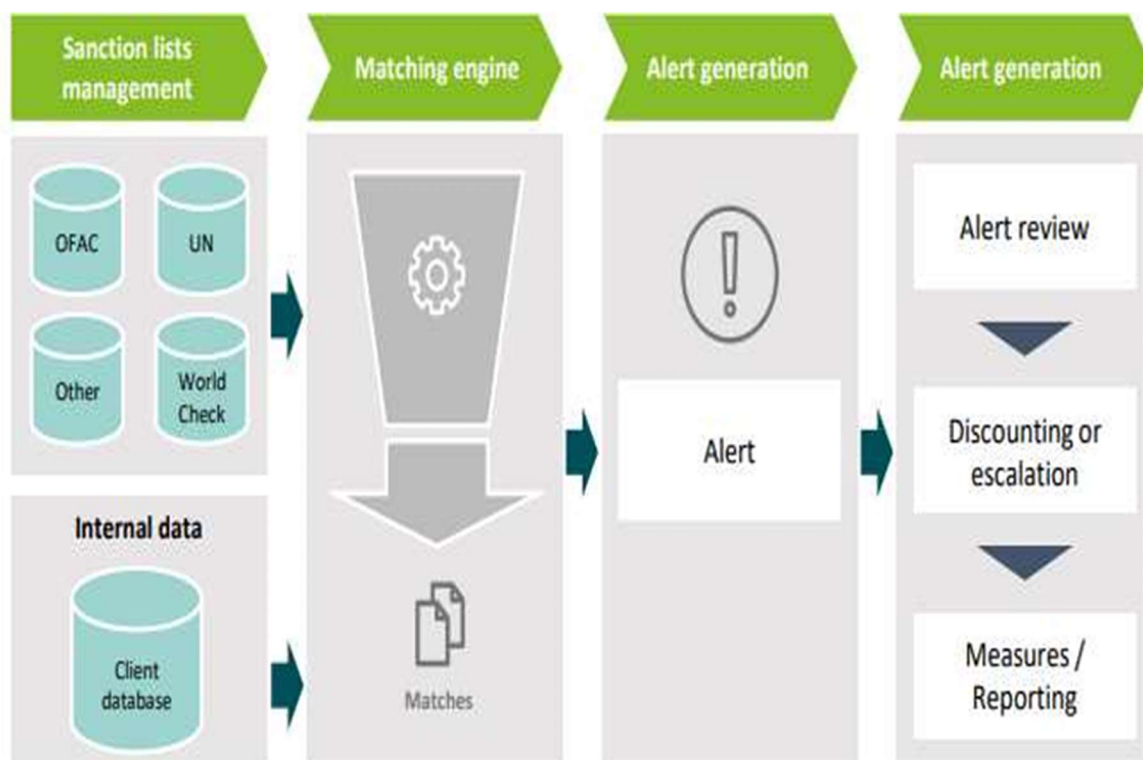 Sanction lists
management
Matching engine
Alert generation
Alert generation
OFAC
UN
Other
World
Check
Internal data
Client
database
Matches
Alert
Alert review
Discounting or
escalation
Measures /
Reporting